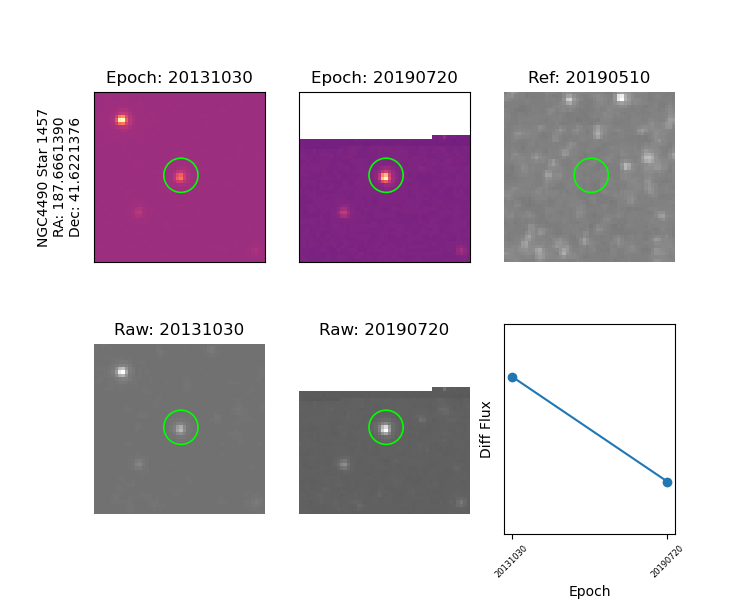 NGC4490 Star 1457
RA: 187.6661390
Dec: 41.6221376
Epoch: 20131030
Epoch: 20190720
Ref: 20190510
Raw: 20131030
Raw: 20190720
Diff Flux
20131030
20190720
Epoch